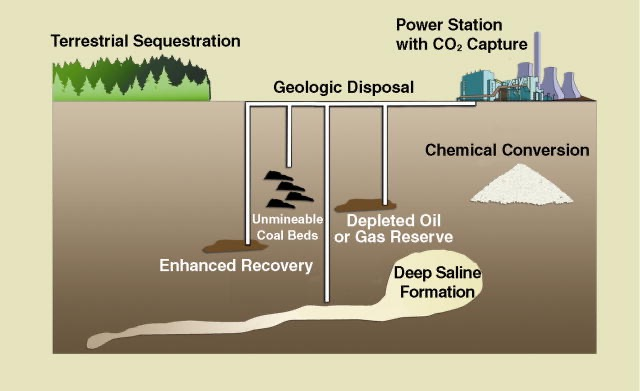 Terrestrial Sequestration
Power Station
with CO₂ Capture
Geologic Disposal
Chemical Conversion
Unmineable
Coal Beds
Depleted Oil
or Gas Reserve
Enhanced Recovery
Deep Saline
Formation